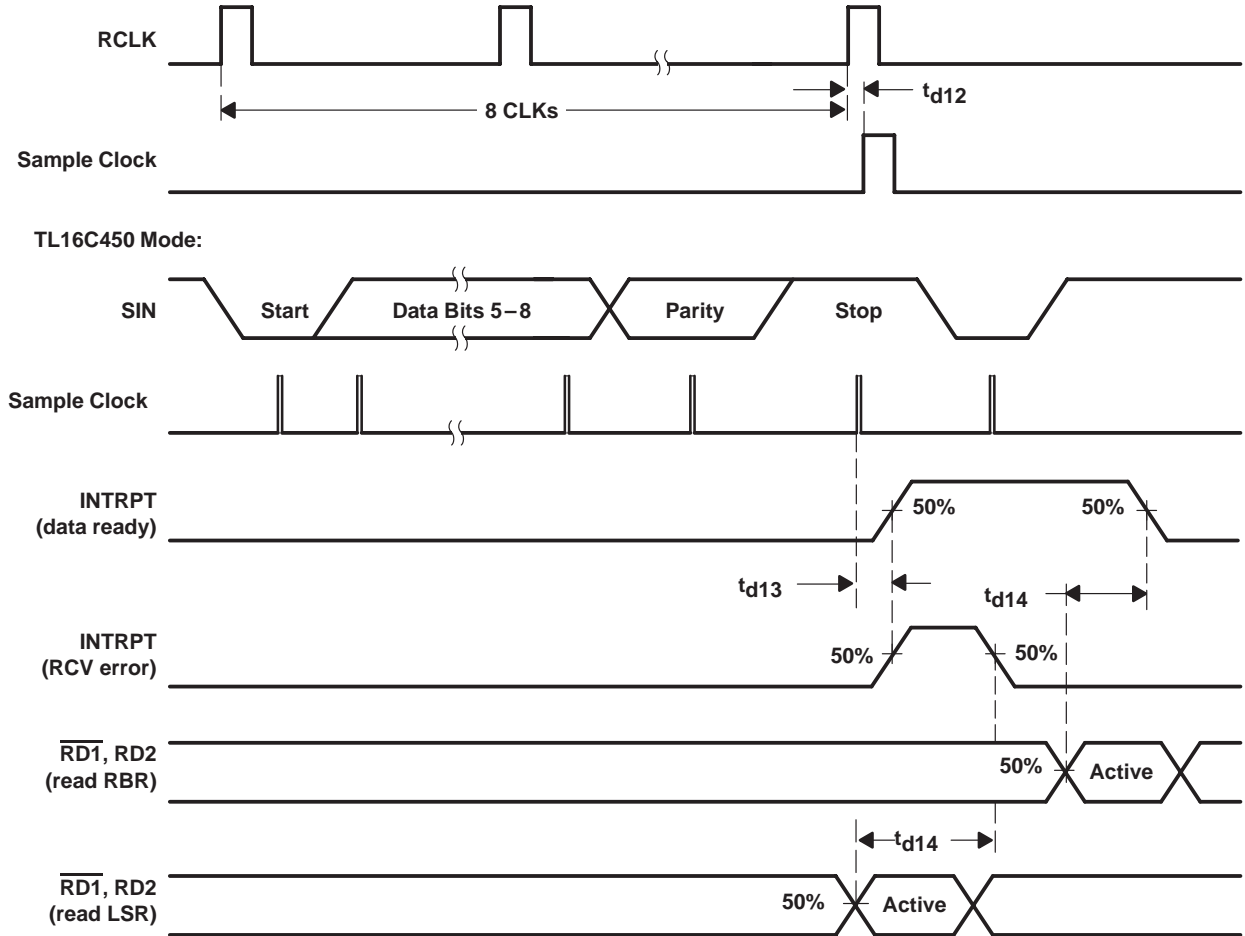 RCLK
td12
8 CLKs
Sample Clock
TL16C450 Mode:
SIN
Start
Data Bits 5–8
Parity
Stop
Sample Clock
INTRPT
(data ready)
50%
50%
td13
td14
INTRPT
(RCV error)
50%
50%
RD1, RD2
(read RBR)
50%
Active
td14
RD1, RD2
(read LSR)
50%
Active